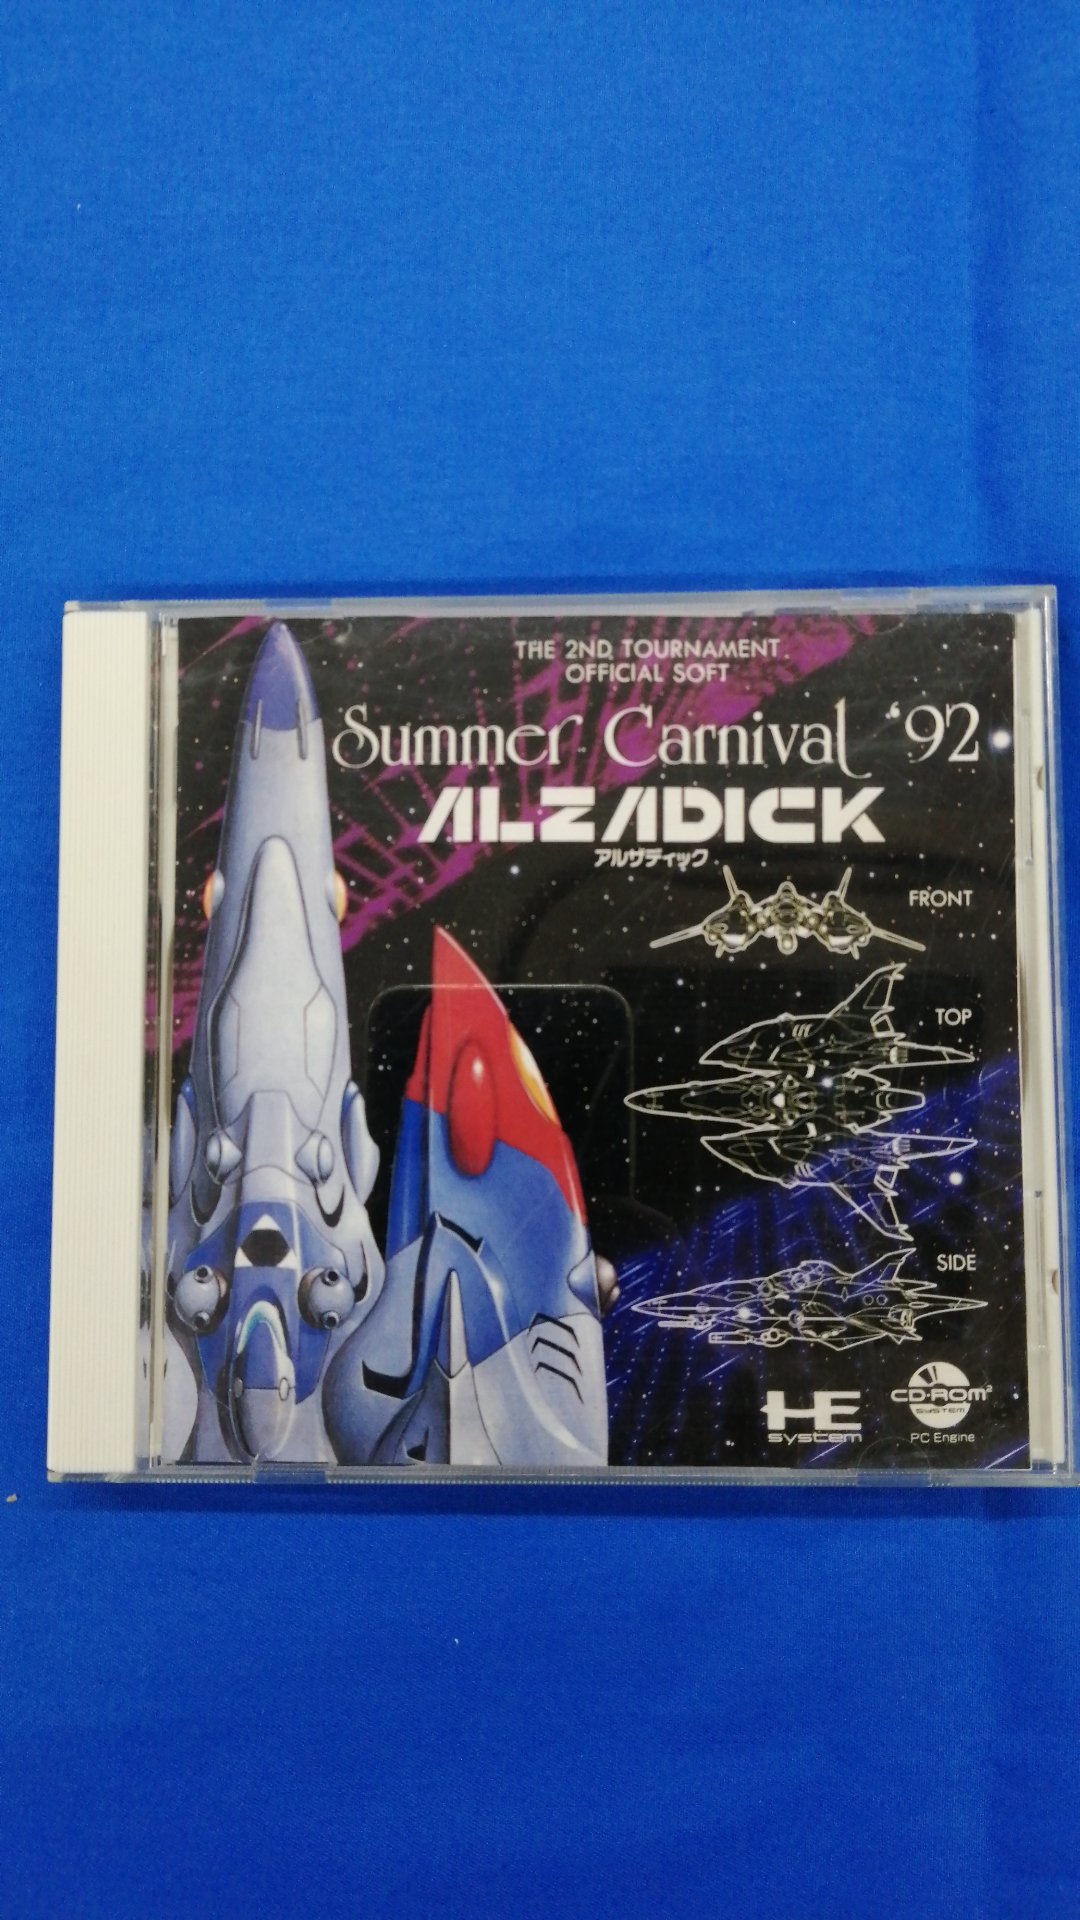 THE 2ND TOURNAMENT
OFFICIAL SOFT
Summer Carnival '92
ALZADICK
アルザディック
FRONT
TOP
SIDE
HE
system
CD-ROM²
SYSTEM
PC Engine